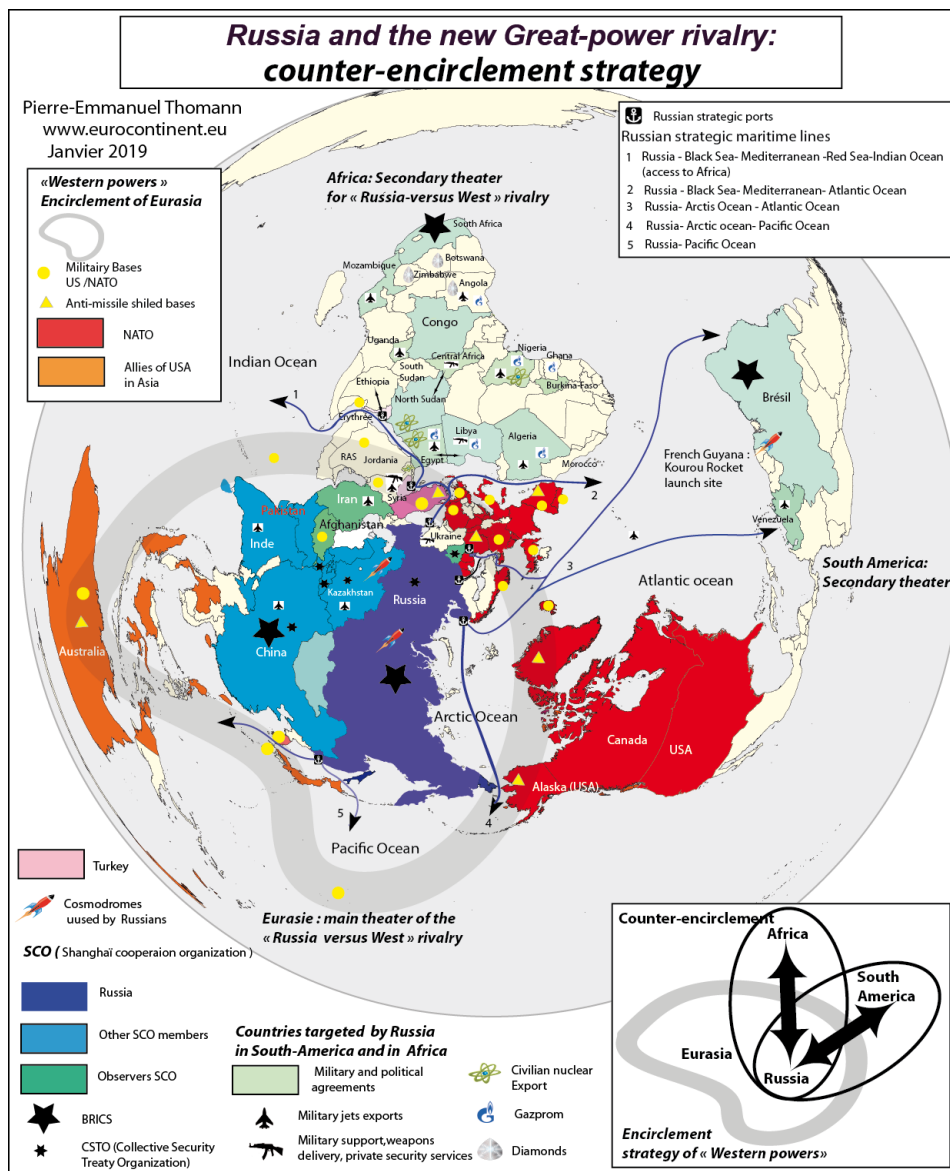 Russia and the new Great-power rivalry:
counter-encirclement strategy
Pierre-Emmanuel Thomann
www.eurocontinent.eu
Janvier 2019
«Western powers »
Encirclement of Eurasia
Militairy Bases
US /NATO
Anti-missile shiled bases
NATO
Allies of USA
in Asia
Russian strategic ports
Russian strategic maritime lines
1 Russia - Black Sea- Mediterranean -Red Sea-Indian Ocean
(access to Africa)
2 Russia - Black Sea- Mediterranean- Atlantic Ocean
3 Russia- Arctis Ocean - Atlantic Ocean
4 Russia- Arctic ocean- Pacific Ocean
5 Russia- Pacific Ocean
Africa: Secondary theater
for « Russia-versus West » rivalry
South Africa
Botswana
Mozambique
Zimbabwe
Angola
Congo
Uganda
Nigeria
Ghana
Central Africa
South
Sudan
Burkina-Faso
Indian Ocean
Ethiopia
North Sudan
1
Erythrée
Libya
Algeria
RAS
Jordania
Egypt
Morocco
Syria
2
Iran
Pakistan
Afghanistan
Ukraine
Inde
Kazakhstan
Russia
China
Australia
3
Brésil
French Guyana :
Kourou Rocket
launch site
Venezuela
South America:
Secondary theater
Atlantic ocean
Arctic Ocean
Canada
USA
Alaska (USA)
5
4
Pacific Ocean
Eurasie : main theater of the
« Russia versus West » rivalry
Turkey
Cosmodromes
uused by Russians
SCO ( Shanghaï cooperaion organization )
Russia
Other SCO members
Observers SCO
BRICS
CSTO (Collective Security
Treaty Organization)
Countries targeted by Russia
in South-America and in Africa
Military and political
agreements
Military jets exports
Military support,weapons
delivery, private security services
Civilian nuclear
Export
Gazprom
Diamonds
Counter-encirclement
Africa
South
America
Eurasia
Russia
Encirclement
strategy of « Western powers»